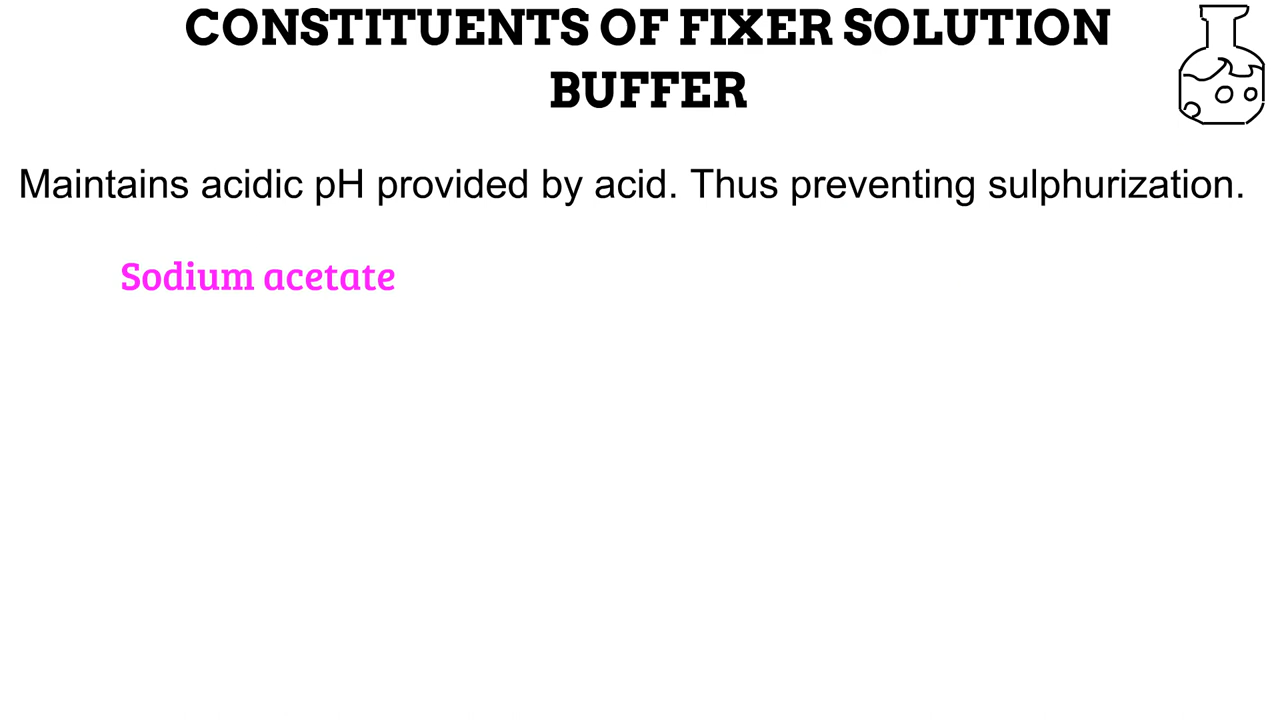 CONSTITUENTS OF FIXER SOLUTION
BUFFER
Maintains acidic pH provided by acid. Thus preventing sulphurization.
Sodium acetate